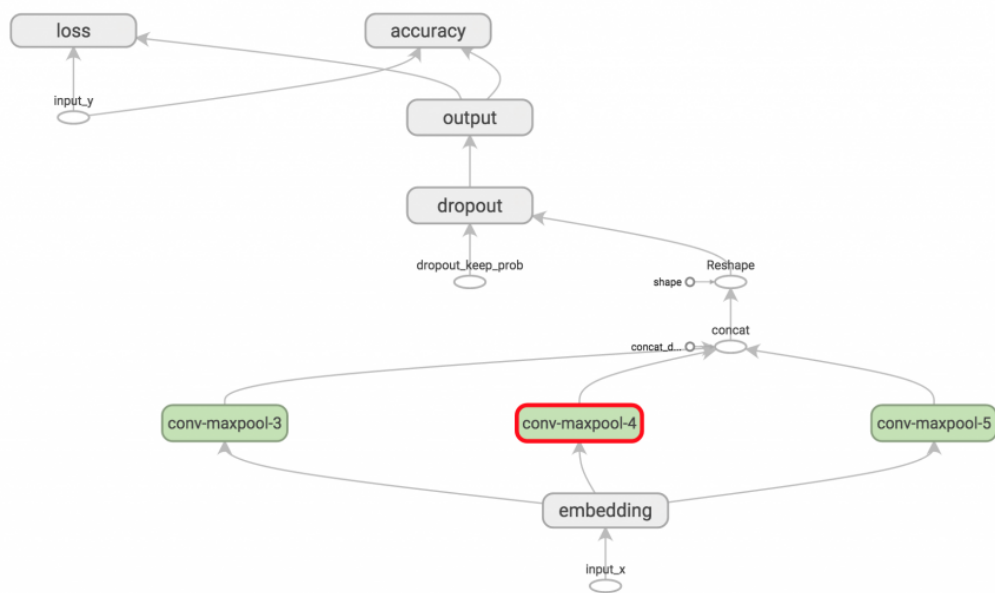 loss
accuracy
input_y
output
dropout
dropout_keep_prob
Reshape
shape
concat
concat_d...
conv-maxpool-3
conv-maxpool-4
conv-maxpool-5
embedding
input_x